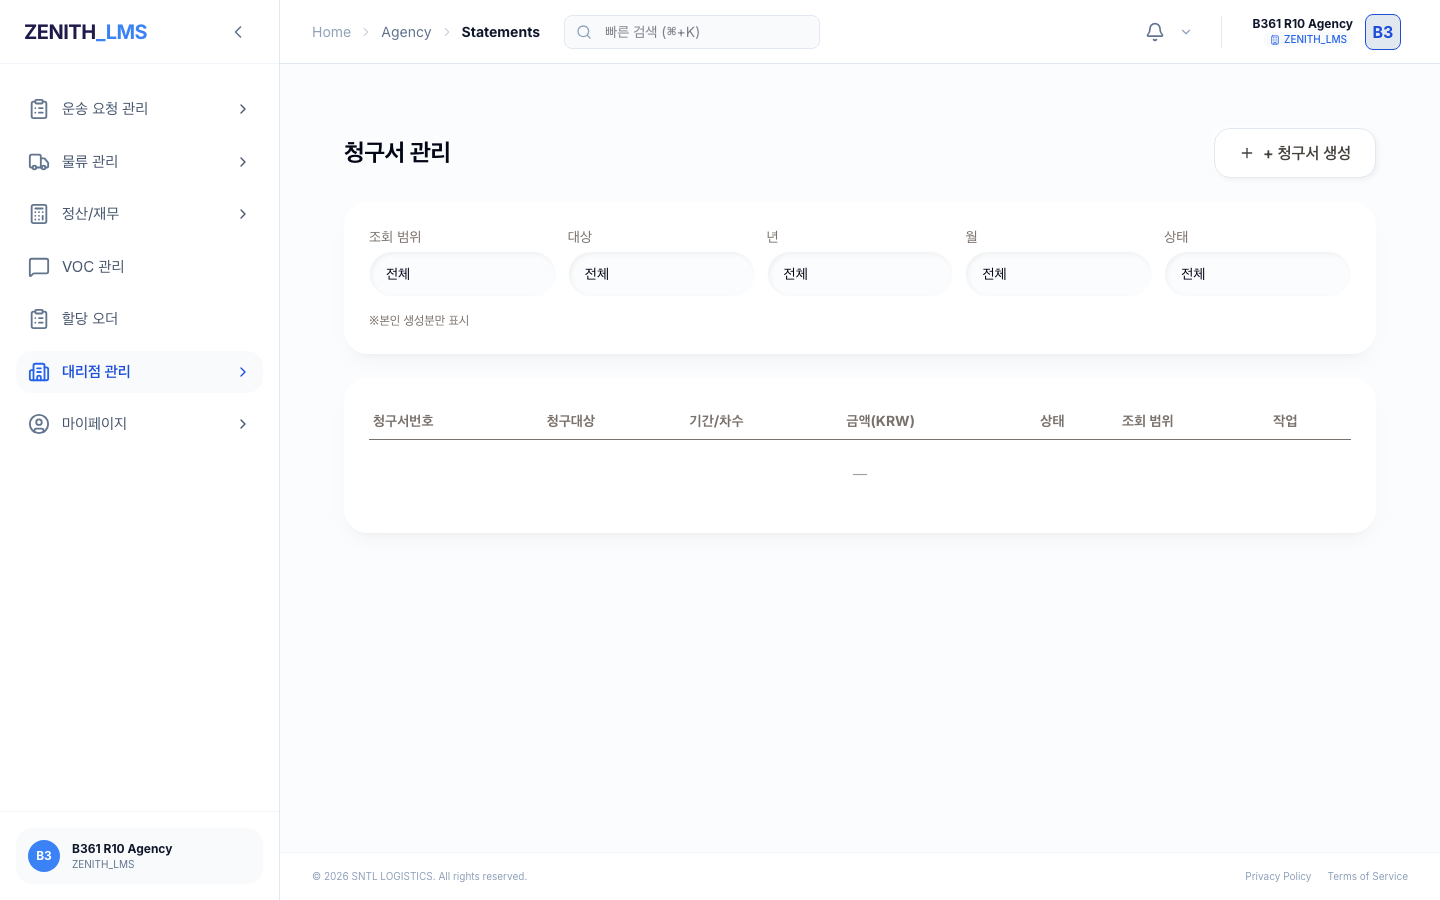 ZENITH_LMS
Home
Agency
Statements
빠른 검색 (⌘+K)
B361 R10 Agency
ZENITH_LMS
B3
운송 요청 관리
물류 관리
정산/재무
VOC 관리
할당 오더
대리점 관리
마이페이지
청구서 관리
+ 청구서 생성
조회 범위
대상
년
월
상태
전체
전체
전체
전체
전체
※본인 생성분만 표시
청구서번호
청구대상
기간/차수
금액(KRW)
상태
조회 범위
작업
—
B3
B361 R10 Agency
ZENITH_LMS
© 2026 SNTL LOGISTICS. All rights reserved.
Privacy Policy
Terms of Service